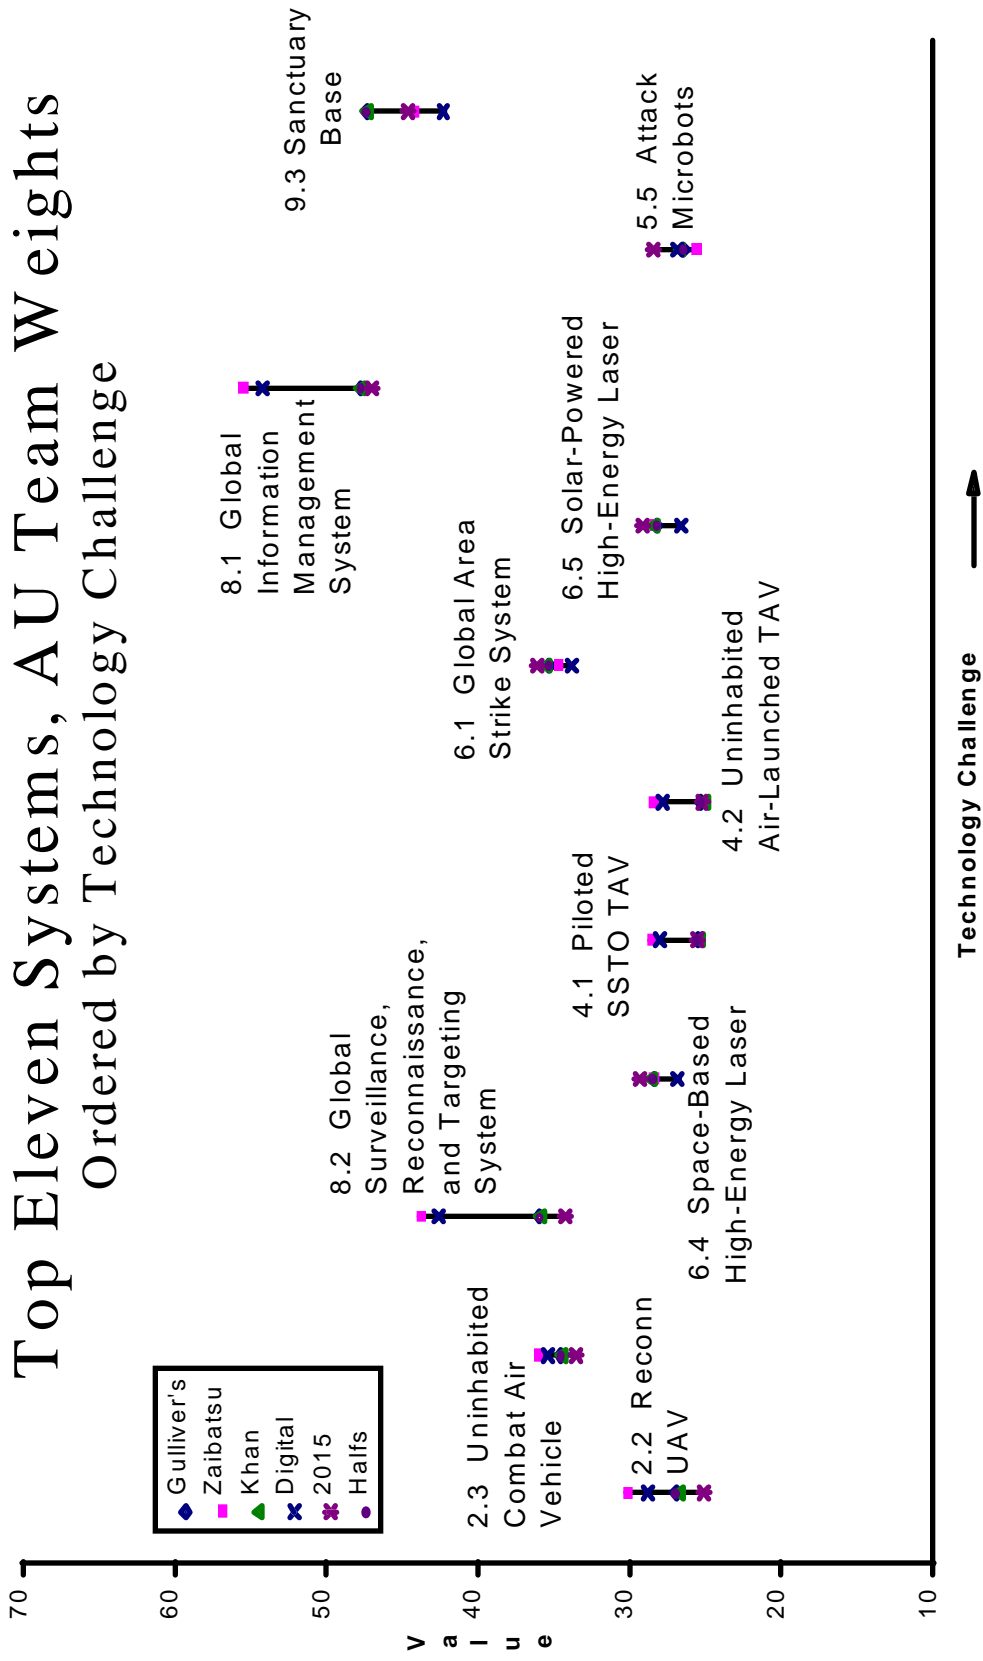 Top Eleven Systems, AU Team Weights
Ordered by Technology Challenge
Gulliver's
Zaibatsu
Khan
Digital
2015
Halfs
70
60
50
40
30
20
10
V
a
l
u
e
2.2 Reconn
UAV
2.3 Uninhabited
Combat Air
Vehicle
8.2 Global
Surveillance,
Reconnaissance,
and Targeting
System
6.4 Space-Based
High-Energy Laser
4.1 Piloted
SSTO TAV
4.2 Uninhabited
Air-Launched TAV
6.1 Global Area
Strike System
6.5 Solar-Powered
High-Energy Laser
8.1 Global
Information
Management
System
5.5 Attack
Microbots
9.3 Sanctuary
Base
Technology Challenge